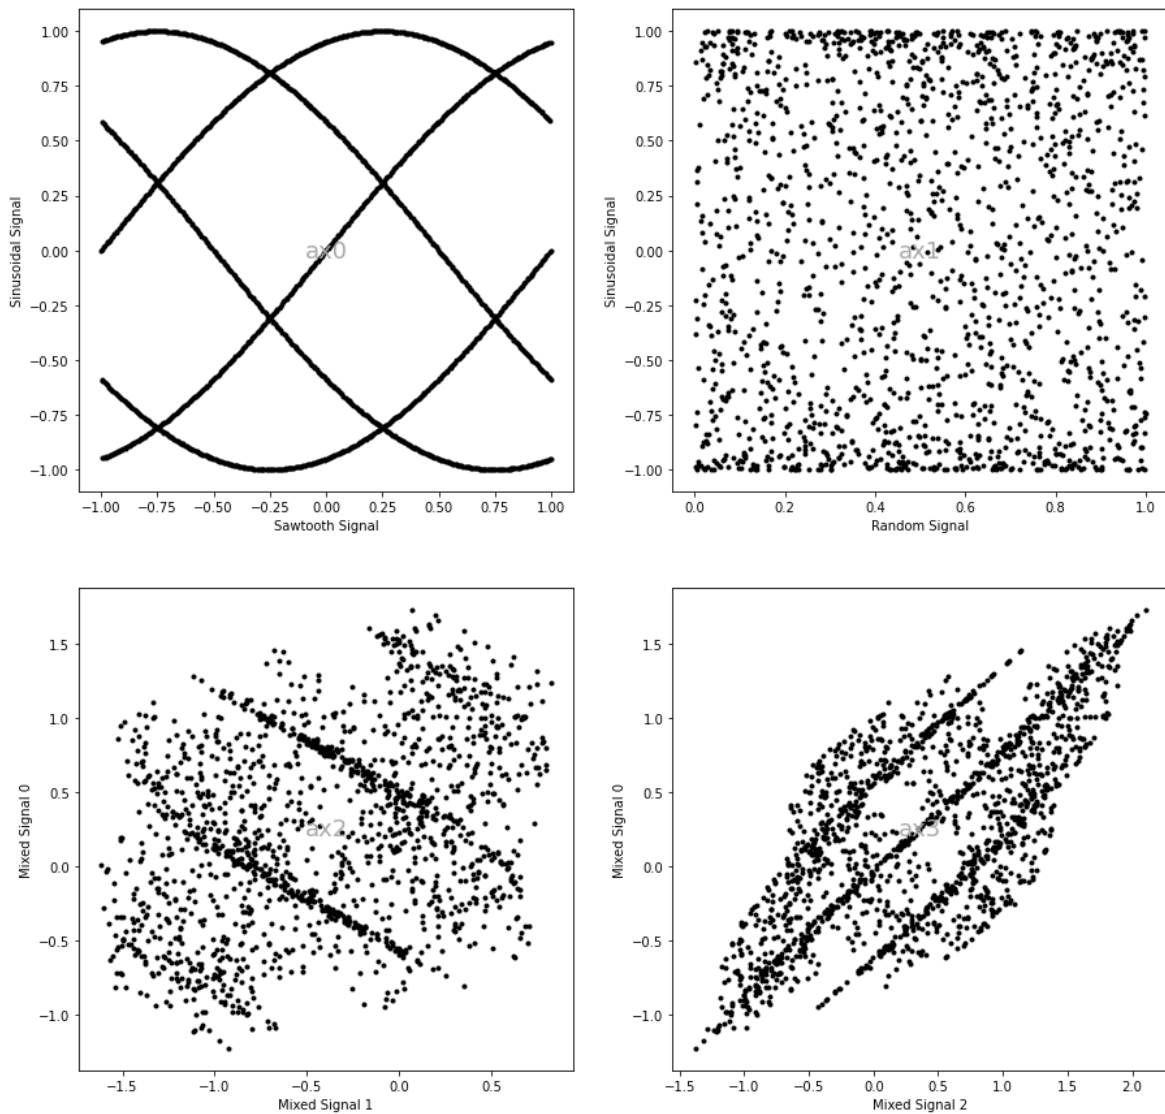 1.00
0.75
0.50
0.25
0.00
−0.25
−0.50
−0.75
−1.00
Sinusoidal Signal
ax0
−1.00 −0.75 −0.50 −0.25 0.00 0.25 0.50 0.75 1.00
Sawtooth Signal
1.00
0.75
0.50
0.25
0.00
−0.25
−0.50
−0.75
−1.00
Sinusoidal Signal
ax1
0.0 0.2 0.4 0.6 0.8 1.0
Random Signal
1.5
1.0
0.5
0.0
−0.5
−1.0
Mixed Signal 0
ax2
−1.5 −1.0 −0.5 0.0 0.5
Mixed Signal 1
1.5
1.0
0.5
0.0
−0.5
−1.0
Mixed Signal 0
ax3
−1.5 −1.0 −0.5 0.0 0.5 1.0 1.5 2.0
Mixed Signal 2